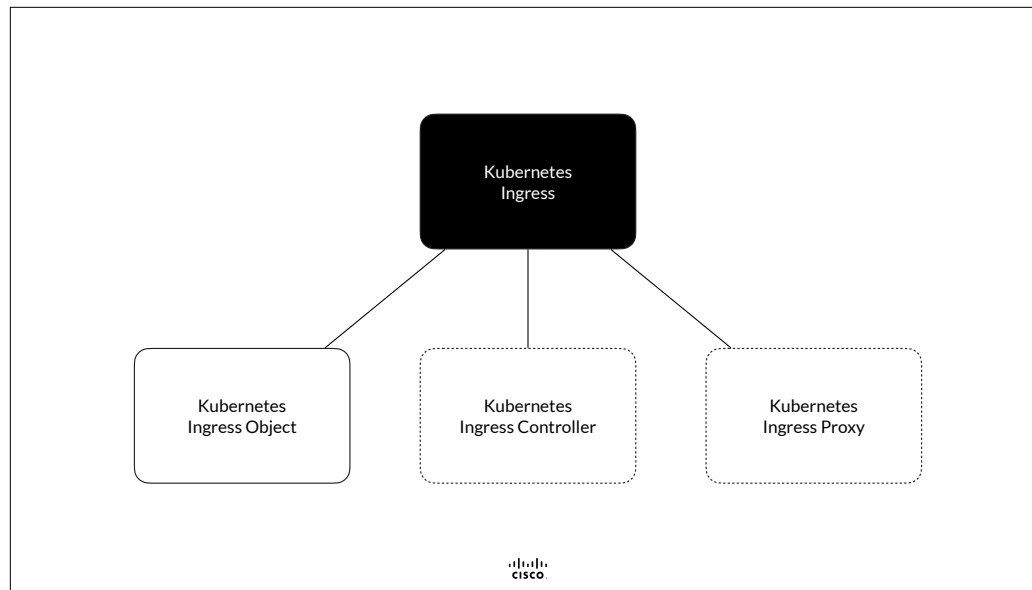 Kubernetes
Ingress
Kubernetes
Ingress Object
Kubernetes
Ingress Controller
Kubernetes
Ingress Proxy
CISCO